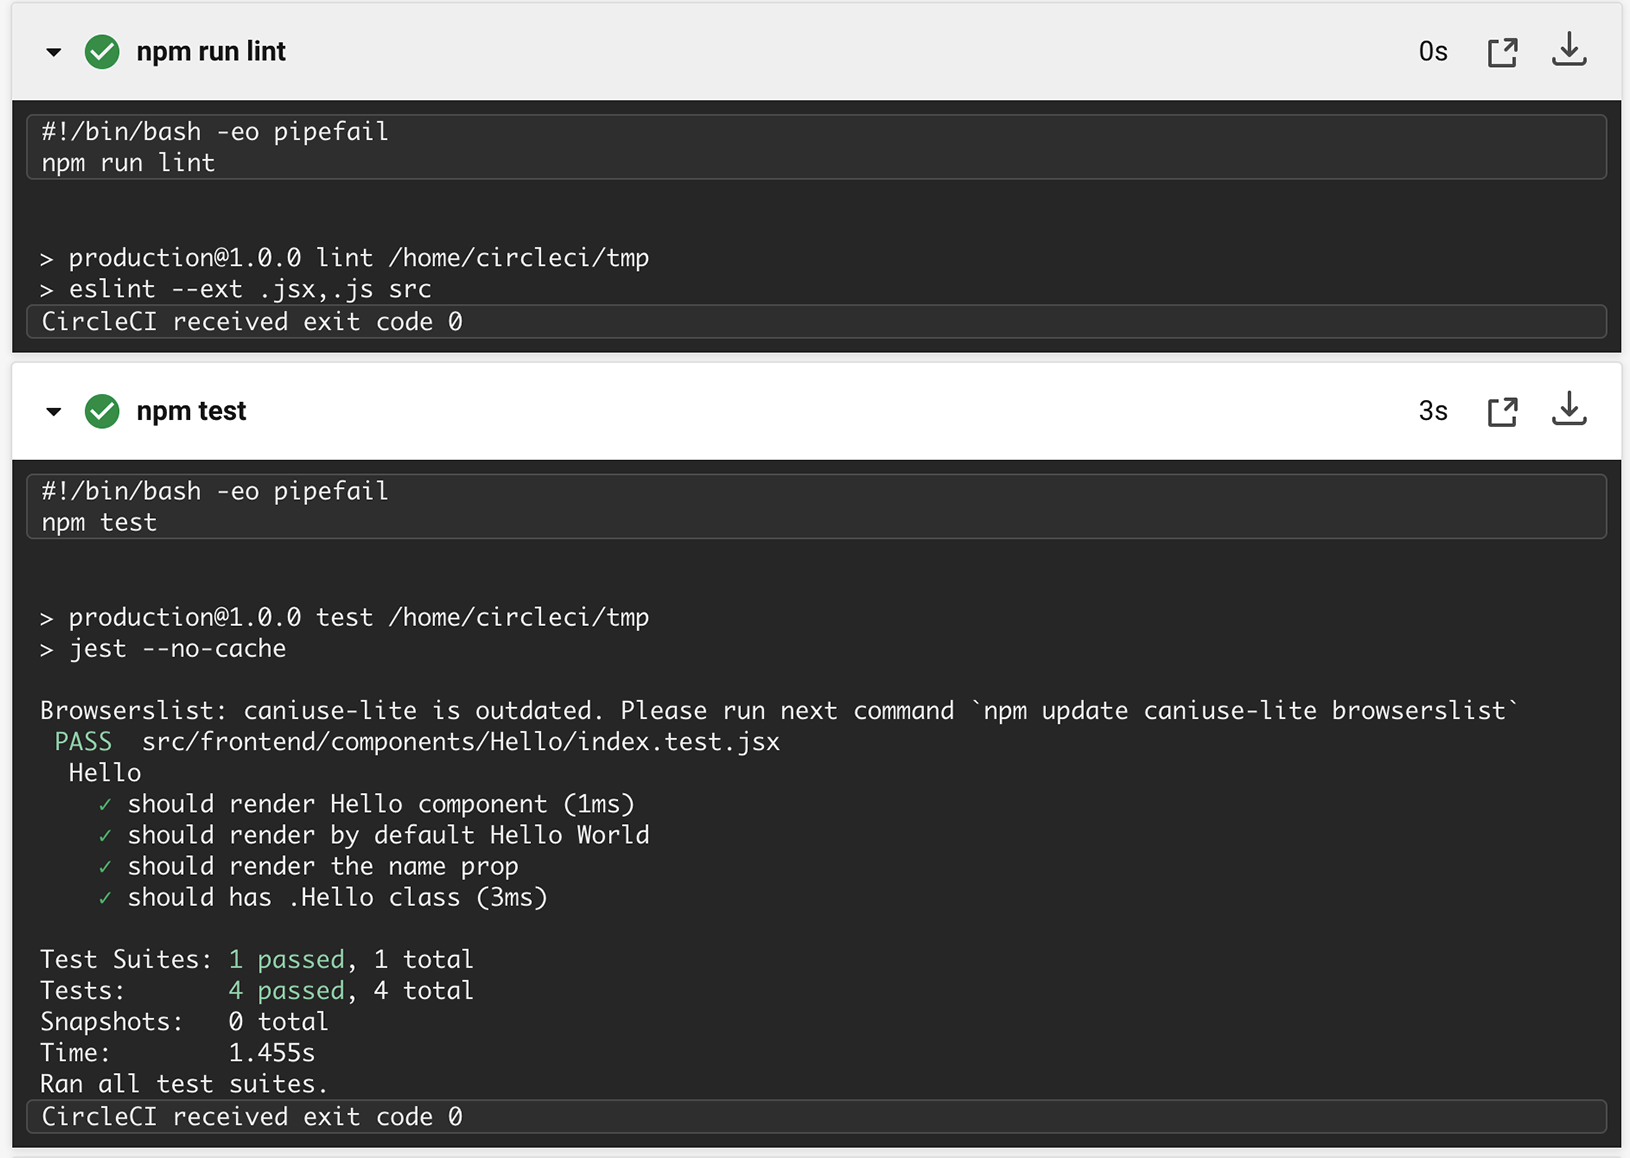 npm run lint 0s
#!/bin/bash -eo pipefail
npm run lint
> production@1.0.0 lint /home/circleci/tmp
> eslint --ext .jsx,.js src
CircleCI received exit code 0
npm test 3s
#!/bin/bash -eo pipefail
npm test
> production@1.0.0 test /home/circleci/tmp
> jest --no-cache
Browserslist: caniuse-lite is outdated. Please run next command `npm update caniuse-lite browserslist`
PASS src/frontend/components/Hello/index.test.jsx
Hello
✓ should render Hello component (1ms)
✓ should render by default Hello World
✓ should render the name prop
✓ should has .Hello class (3ms)
Test Suites: 1 passed, 1 total
Tests: 4 passed, 4 total
Snapshots: 0 total
Time: 1.455s
Ran all test suites.
CircleCI received exit code 0